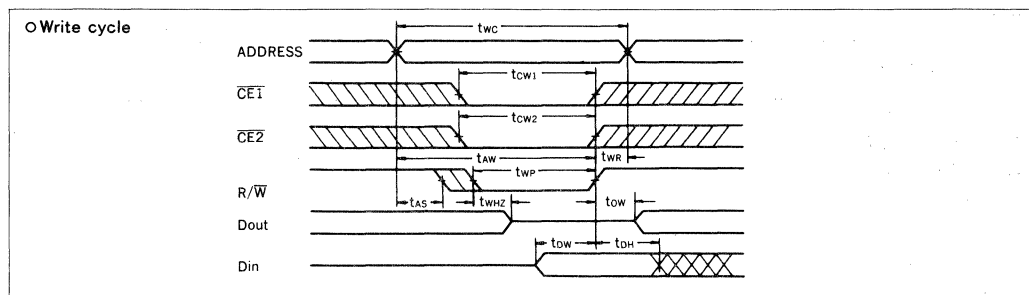 ○ Write cycle
tWC
ADDRESS
tCW1
CE1
tCW2
CE2
tAW
tWR
tWP
R/W
tAS
tWHZ
tOW
Dout
tDW
tDH
Din